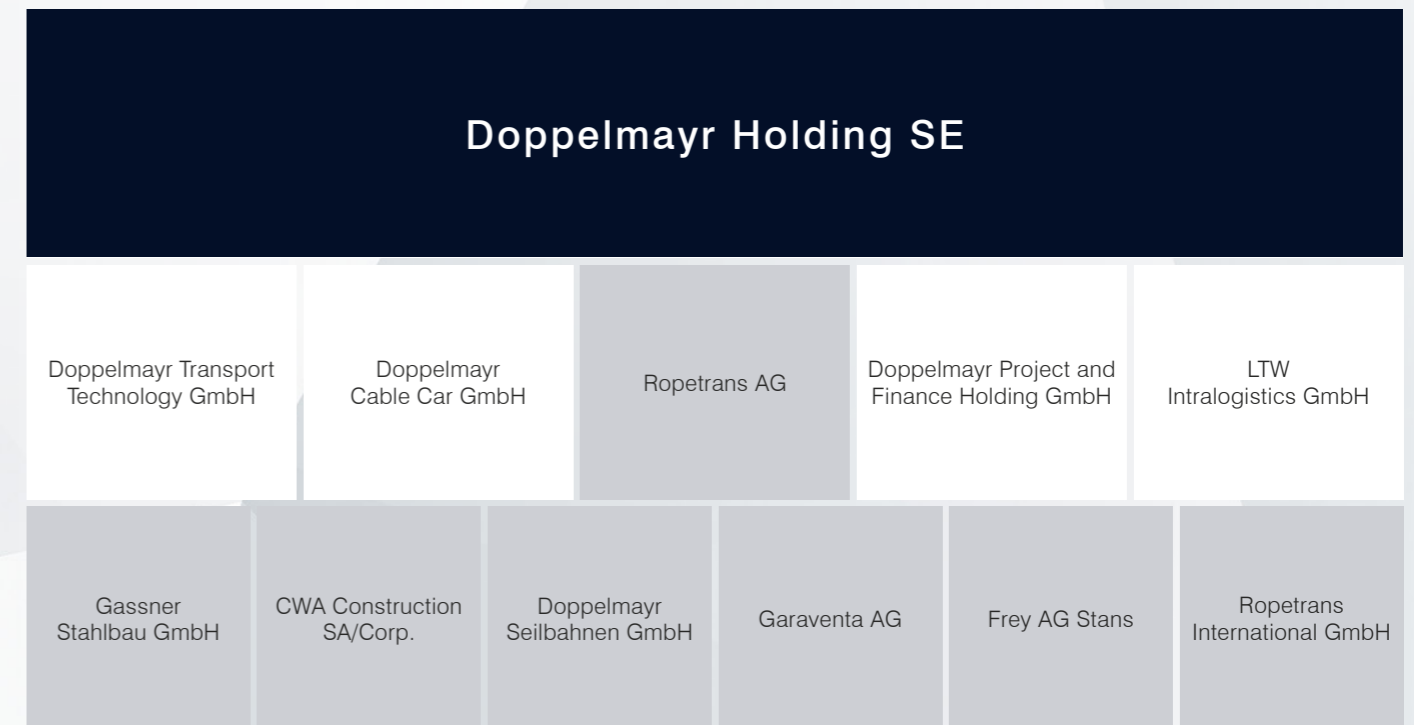 Doppelmayr Holding SE
Doppelmayr Transport
Technology GmbH
Doppelmayr
Cable Car GmbH
Ropetrans AG
Doppelmayr Project and
Finance Holding GmbH
LTW
Intralogistics GmbH
Gassner
Stahlbau GmbH
CWA Construction
SA/Corp.
Doppelmayr
Seilbahnen GmbH
Garaventa AG
Frey AG Stans
Ropetrans
International GmbH